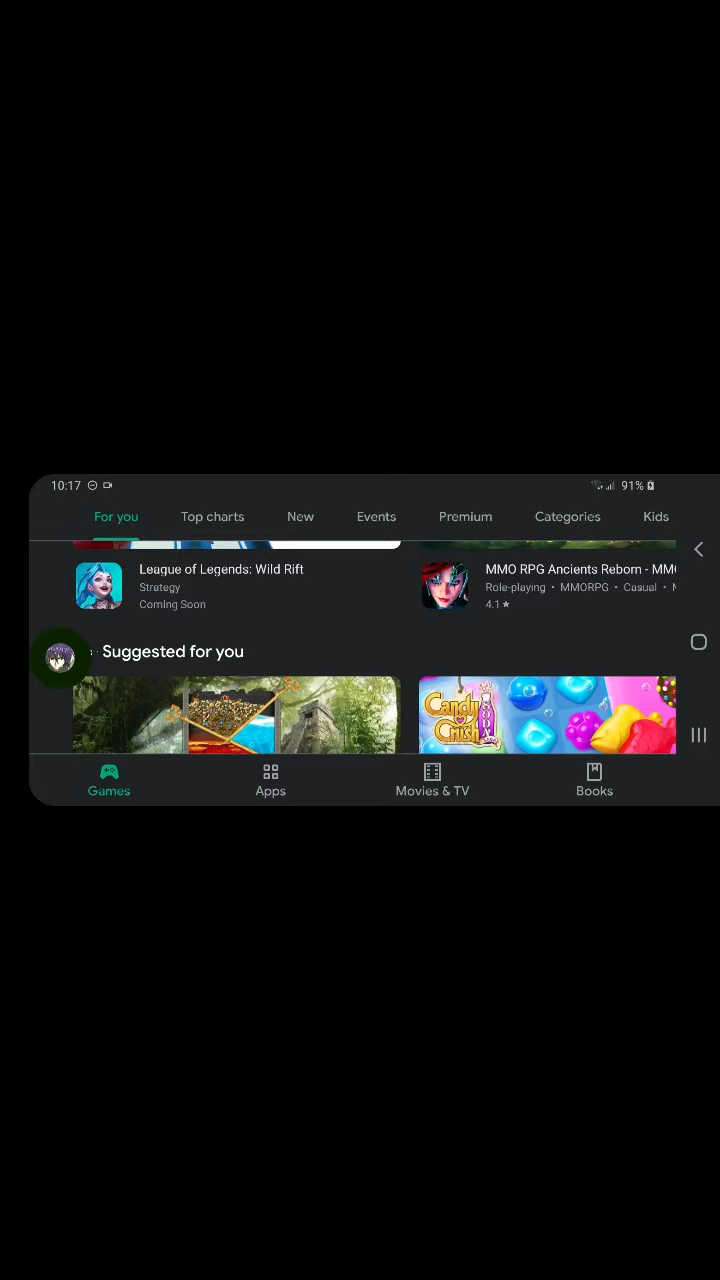 10:17 91%
For you Top charts New Events Premium Categories Kids
League of Legends: Wild Rift
Strategy
Coming Soon
MMO RPG Ancients Reborn - MM
Role-playing • MMORPG • Casual •
4.1★
Suggested for you
Candy
Crush
SODA
Games Apps Movies & TV Books